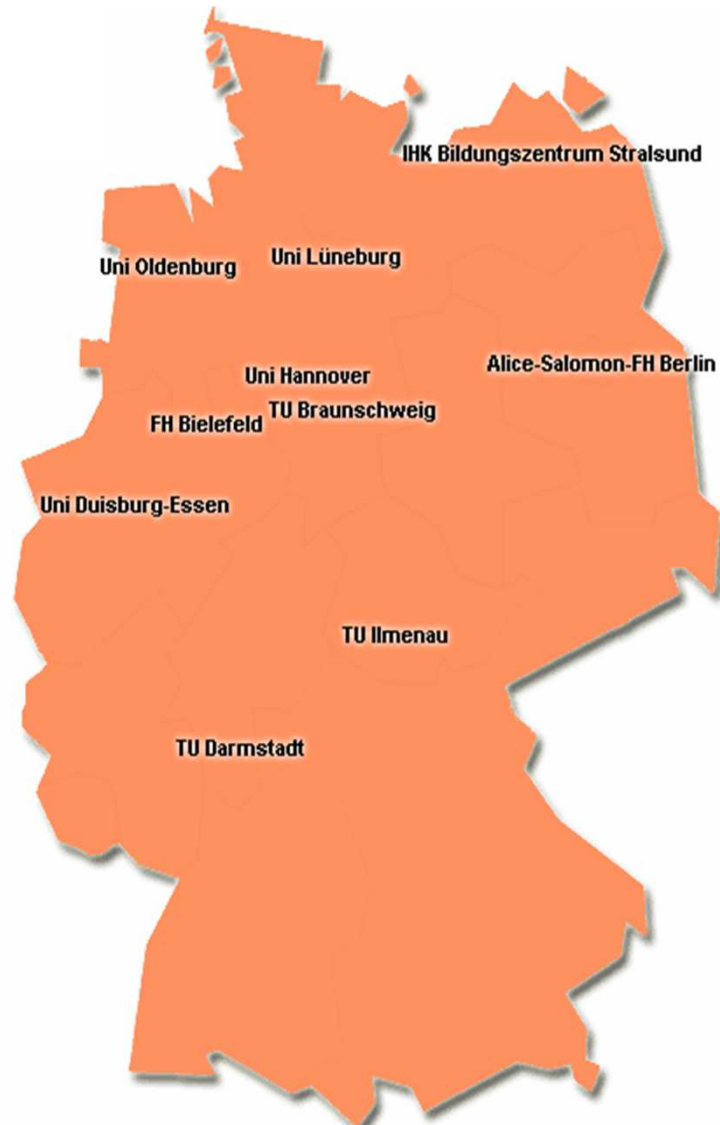 IHK Bildungszentrum Stralsund
Uni Lüneburg
Uni Oldenburg
Alice-Salomon-FH Berlin
Uni Hannover
TU Braunschweig
FH Bielefeld
Uni Duisburg-Essen
TU Ilmenau
TU Darmstadt